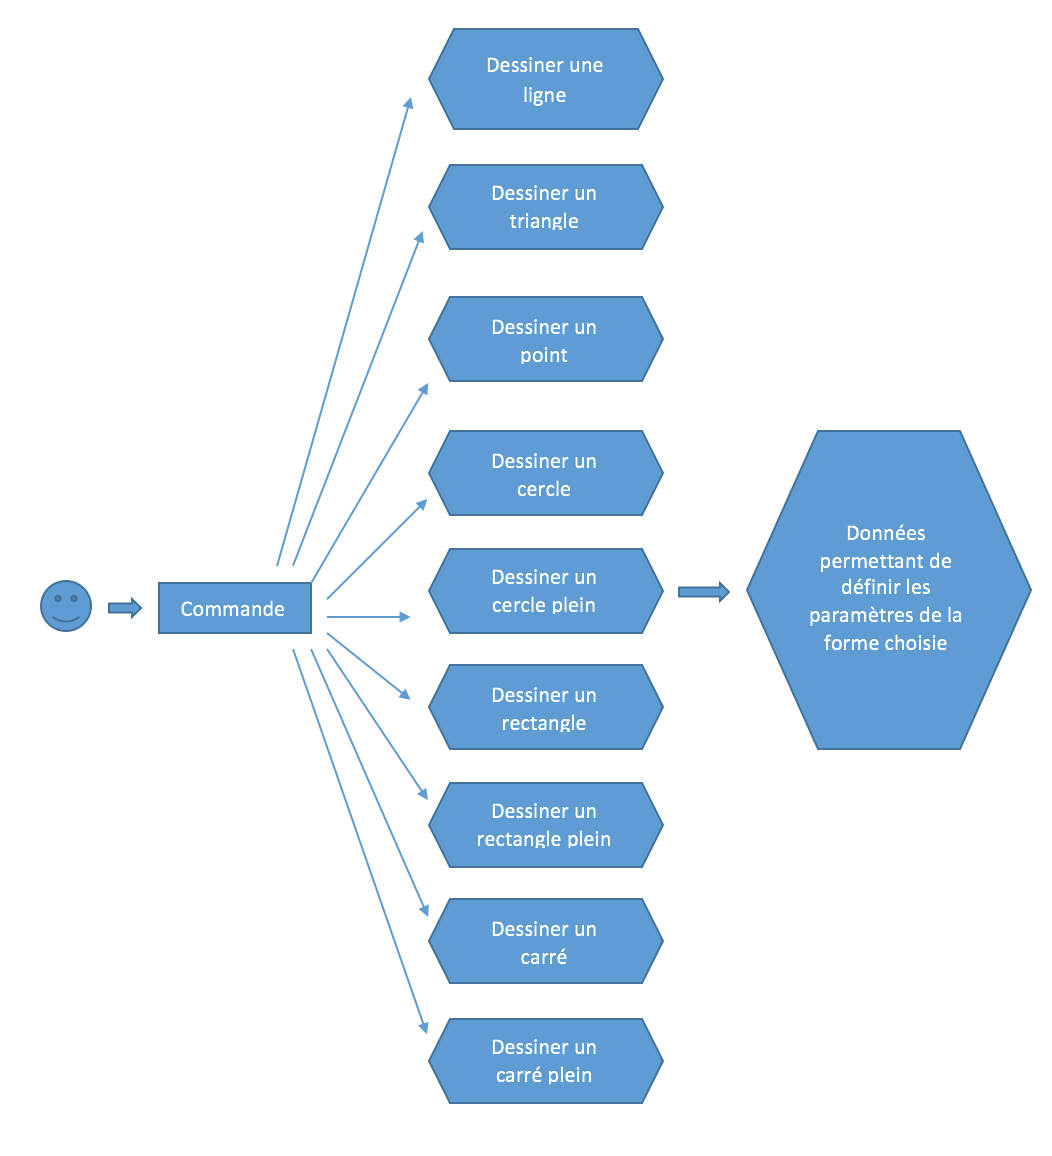 Dessiner une
ligne
Dessiner un
triangle
Dessiner un
point
Dessiner un
cercle
Dessiner un
cercle plein
Dessiner un
rectangle
Dessiner un
rectangle plein
Dessiner un
carré
Dessiner un
carré plein
Commande
Données
permettant de
définir les
paramètres de la
forme choisie